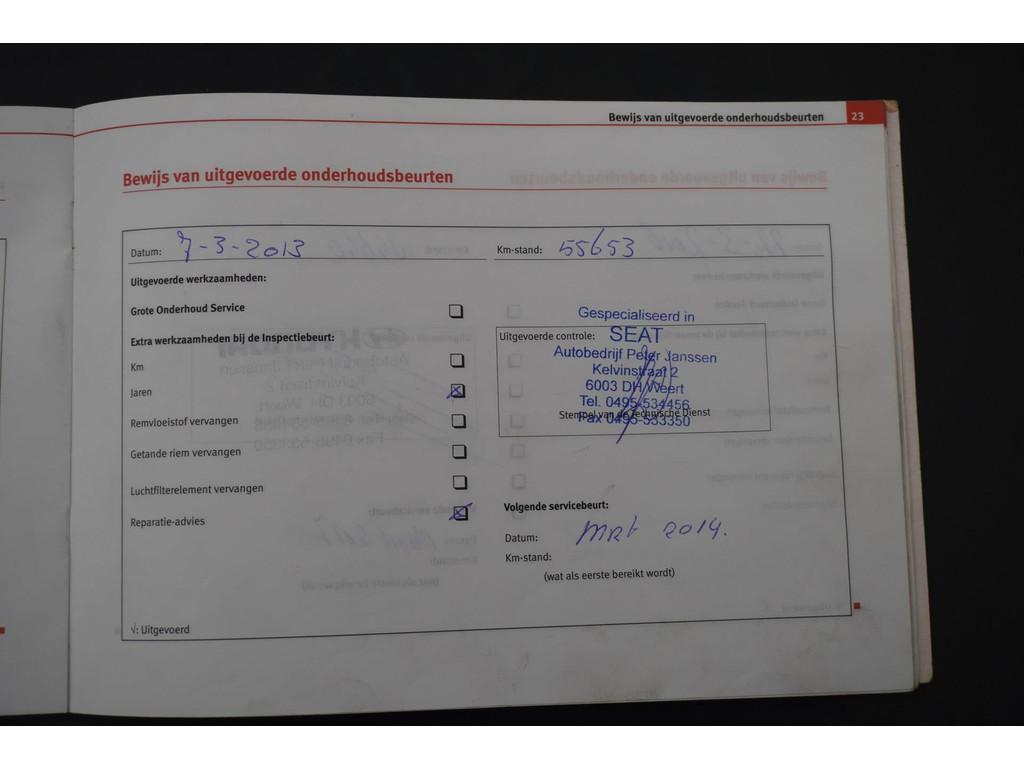 Bewijs van uitgevoerde onderhoudsbeurten 23
Bewijs van uitgevoerde onderhoudsbeurten
Datum: 7-3-2013
Km-stand: 55653
Uitgevoerde werkzaamheden:
Grote Onderhoud Service
Extra werkzaamheden bij de Inspectiebeurt:
Km
Jaren
Remvloeistof vervangen
Getande riem vervangen
Luchtfilterelement vervangen
Reparatie-advies
√: Uitgevoerd
Gespecialiseerd in
Uitgevoerde controle: SEAT
Autobedrijf Peter Janssen
Kelvinstraat 2
6003 DH Weert
Tel. 0495-534456
Stempel van de Technische Dienst
Fax 0495-533350
Volgende servicebeurt:
Datum: MRT 2014.
Km-stand:
(wat als eerste bereikt wordt)